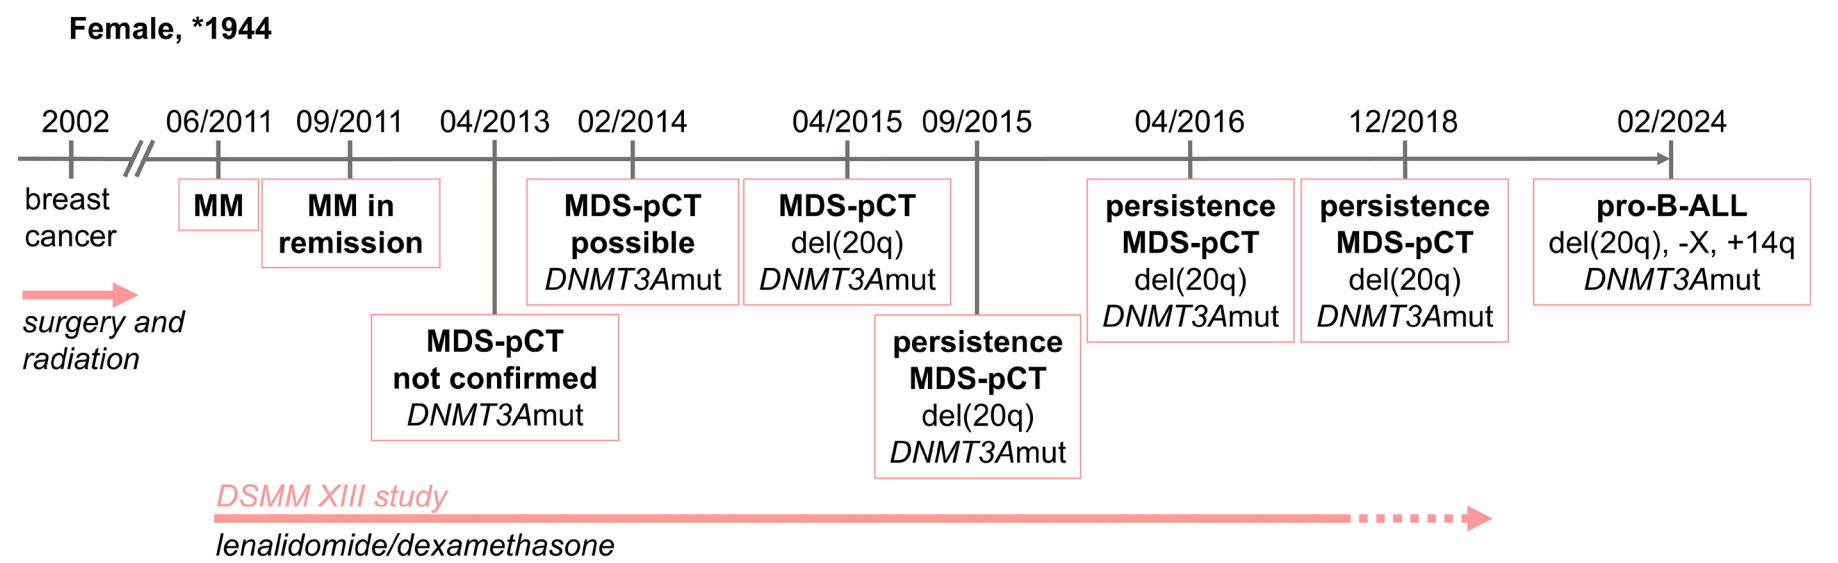 Female, *1944
2002
06/2011
09/2011
04/2013
02/2014
04/2015
09/2015
04/2016
12/2018
02/2024
breast
cancer
surgery and
radiation
MM
MM in
remission
MDS-pCT
not confirmed
DNMT3Amut
MDS-pCT
possible
DNMT3Amut
MDS-pCT
del(20q)
DNMT3Amut
persistence
MDS-pCT
del(20q)
DNMT3Amut
persistence
MDS-pCT
del(20q)
DNMT3Amut
persistence
MDS-pCT
del(20q)
DNMT3Amut
pro-B-ALL
del(20q), -X, +14q
DNMT3Amut
DSMM XIII study
lenalidomide/dexamethasone